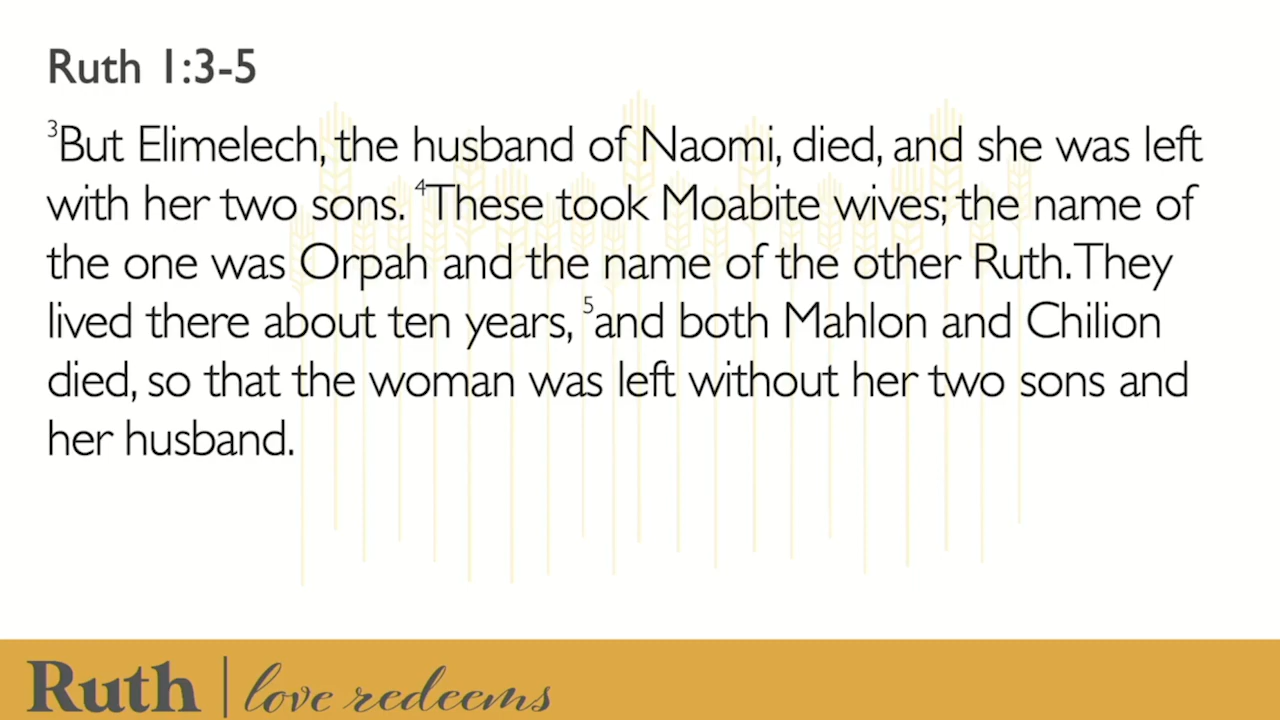 Ruth 1:3-5
³But Elimelech, the husband of Naomi, died, and she was left
with her two sons. ⁴These took Moabite wives; the name of
the one was Orpah and the name of the other Ruth. They
lived there about ten years, ⁵and both Mahlon and Chilion
died, so that the woman was left without her two sons and
her husband.
Ruth | love redeems